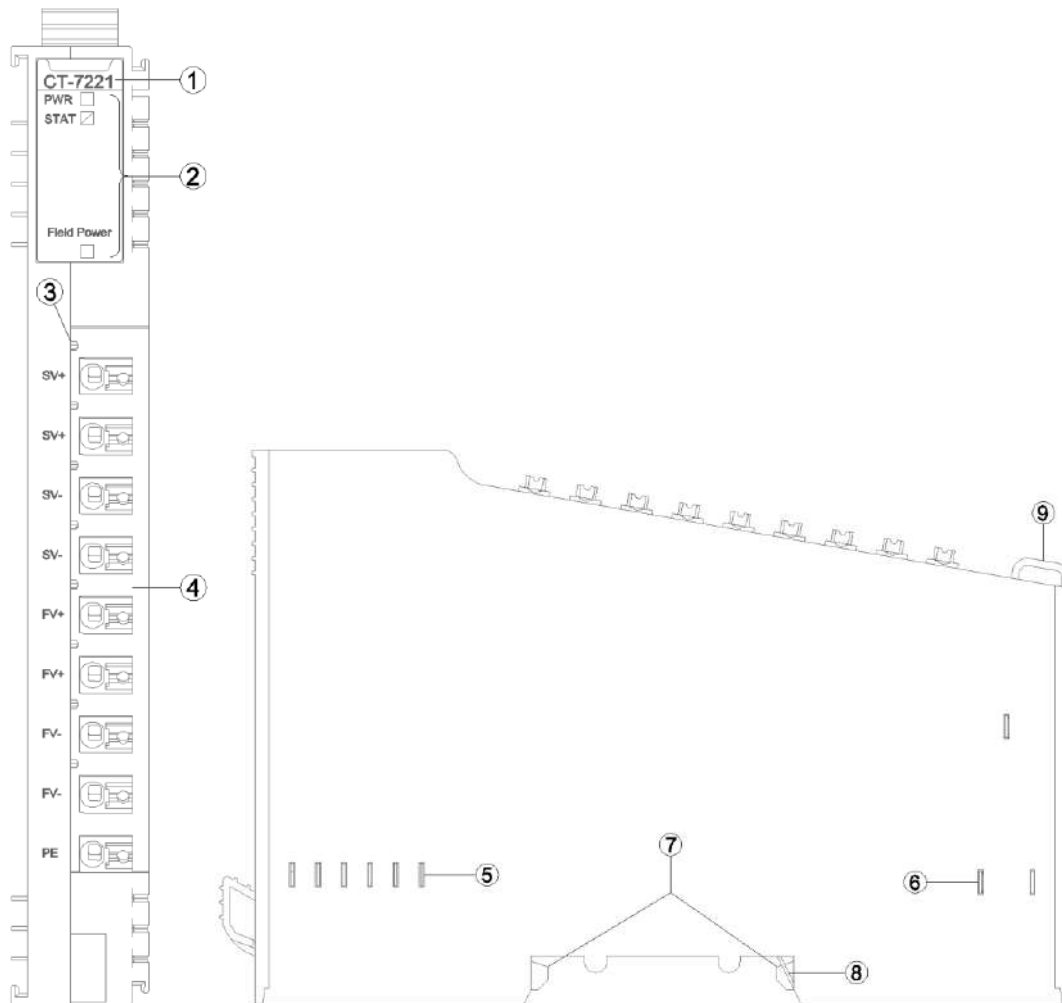 CT-7221
1
PWR
STAT
2
Field Power
3
SV+
SV+
SV-
SV-
4
FV+
FV+
FV-
FV-
PE
5
6
7
8
9